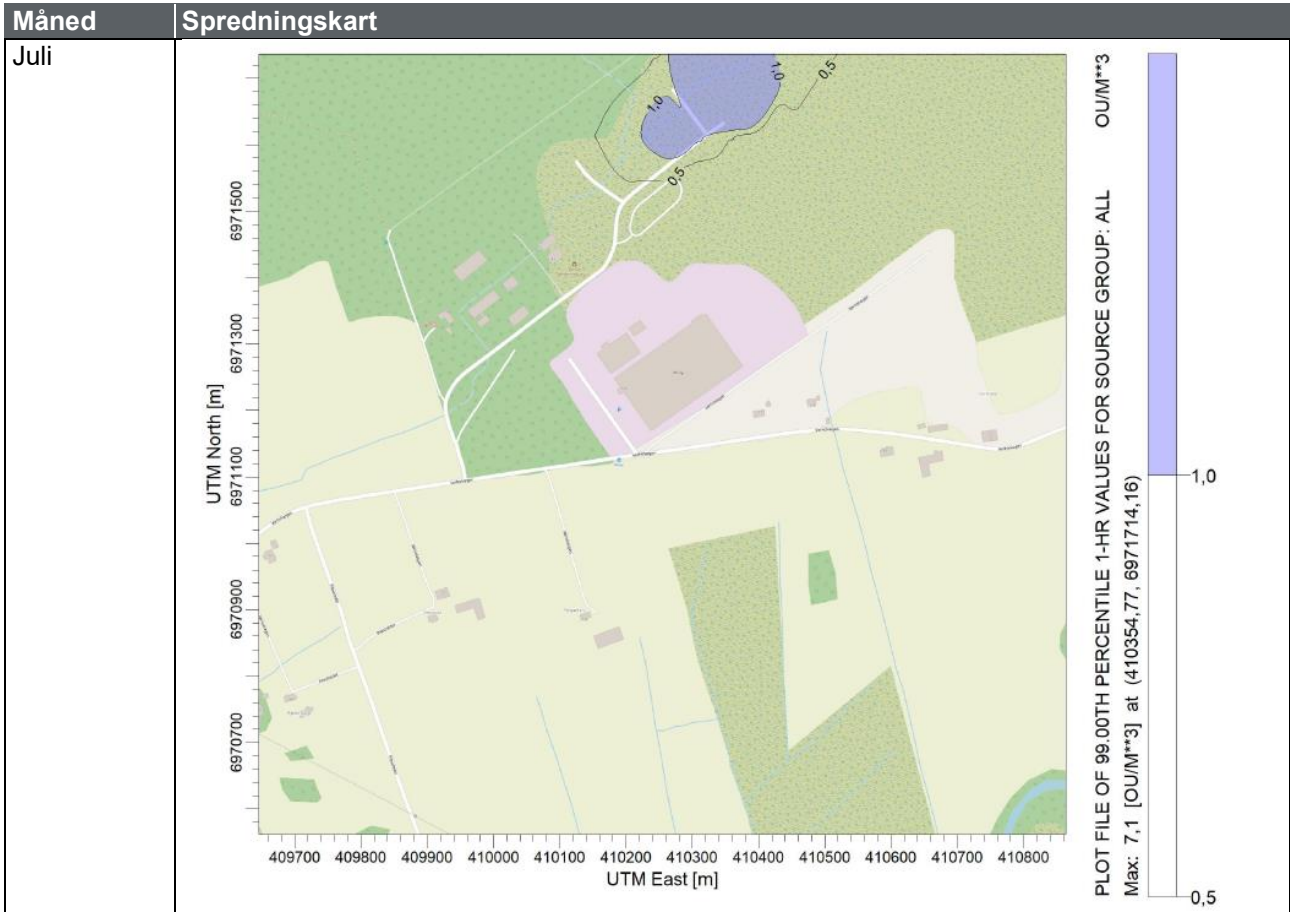 Måned
Spredningskart
Juli
1,0
0,5
1,0
0,5
6971500
6971300
6971100
6970900
6970700
UTM North [m]
409700 409800 409900 410000 410100 410200 410300 410400 410500 410600 410700 410800
UTM East [m]
PLOT FILE OF 99.00TH PERCENTILE 1-HR VALUES FOR SOURCE GROUP: ALL OU/M**3
Max: 7,1 [OU/M**3] at (410354,77, 6971714,16)
1,0
0,5